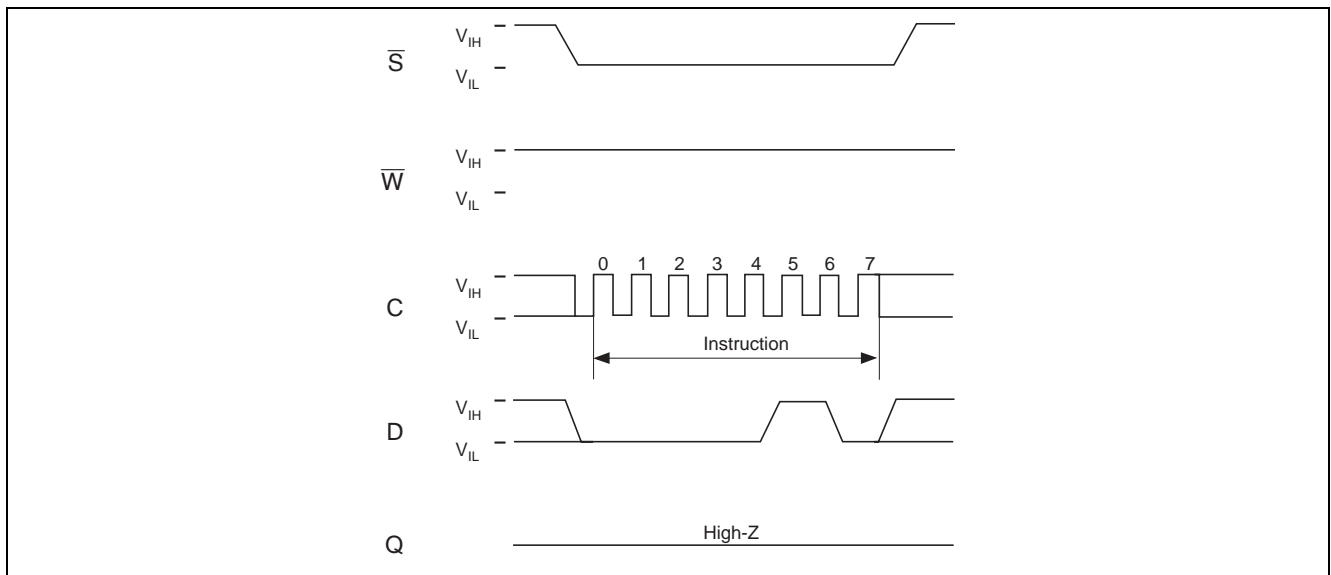 S̅
V_IH
V_IL
W̅
V_IH
V_IL
C
V_IH
V_IL
0 1 2 3 4 5 6 7
Instruction
D
V_IH
V_IL
Q
High-Z